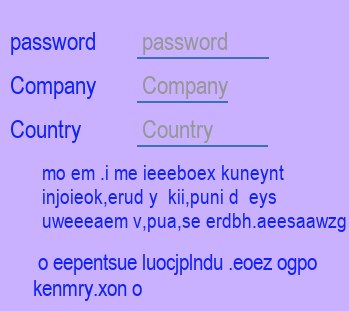 password password
Company Company
Country Country
mo em .i me ieeeboex kuneynt
injoieok,erud y kii,puni d eys
uweeeaem v,pua,se erdbh.aeesaawzg
o eepentsue luocjplndu .eoez ogpo
kenmry.xon o